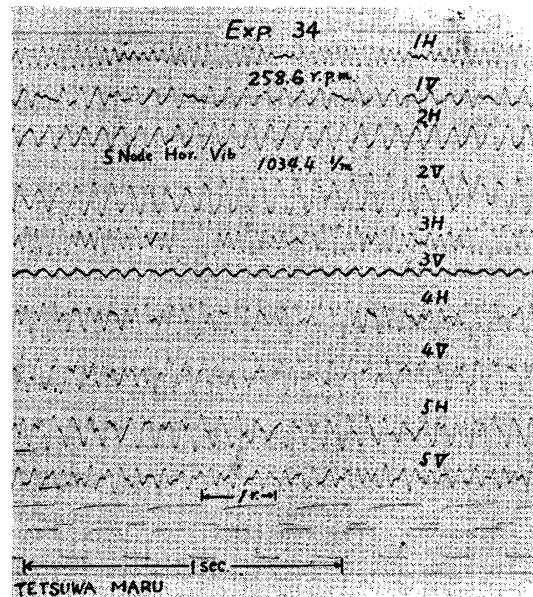 Exp. 34
1H
258.6 r.p.m.
1V
2H
5 Node Hor. Vib 1034.4 1/m
2V
3H
3V
4H
4V
5H
5V
1r.
1 sec.
TETSUWA MARU